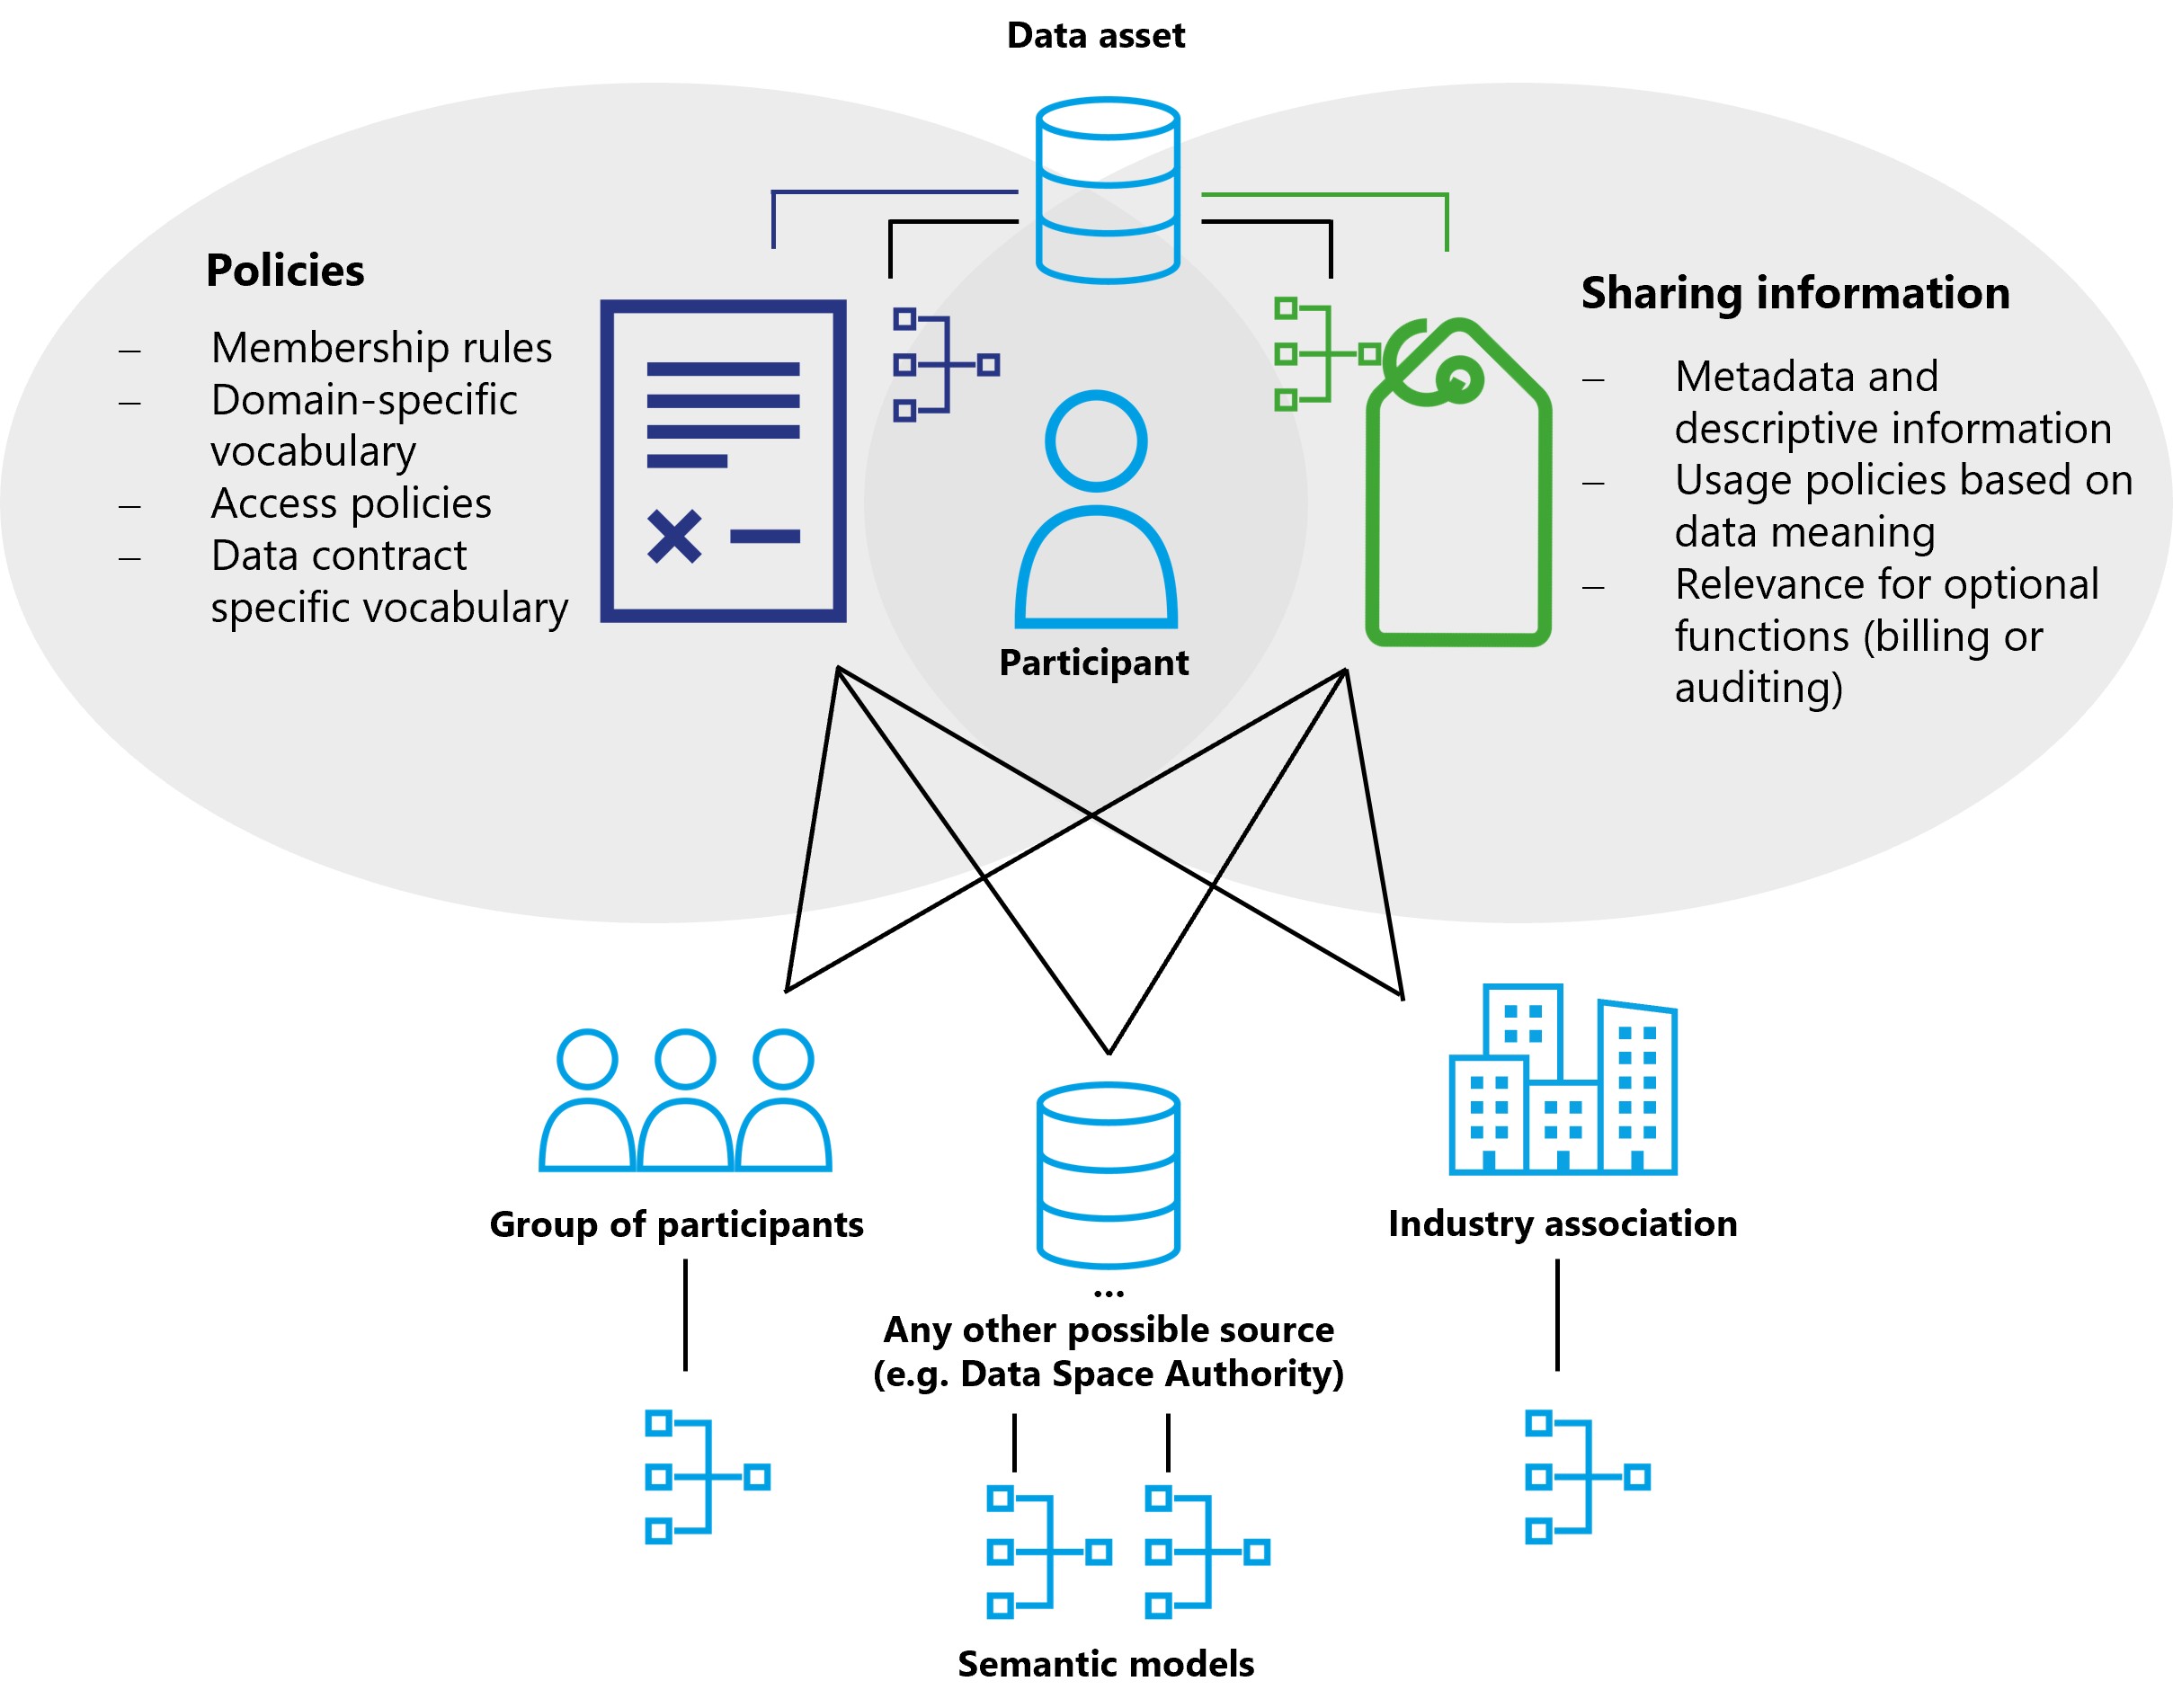 Data asset
Policies
– Membership rules
– Domain-specific
vocabulary
– Access policies
– Data contract
specific vocabulary
Sharing information
– Metadata and
descriptive information
– Usage policies based on
data meaning
– Relevance for optional
functions (billing or
auditing)
Participant
Group of participants
...
Any other possible source
(e.g. Data Space Authority)
Industry association
Semantic models